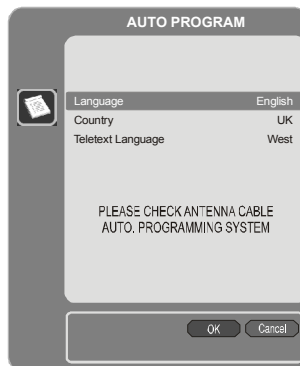 AUTO PROGRAM
Language English
Country UK
Teletext Language West
PLEASE CHECK ANTENNA CABLE
AUTO. PROGRAMMING SYSTEM
OK Cancel